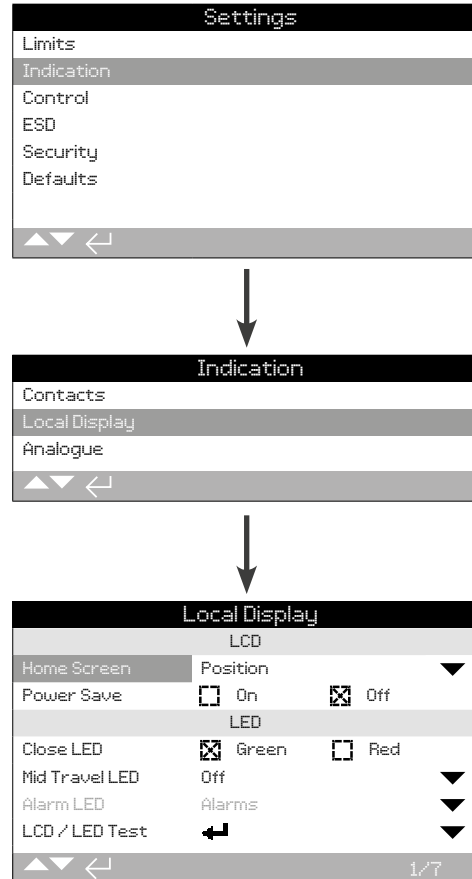 Settings
Limits
Indication
Control
ESD
Security
Defaults
Indication
Contacts
Local Display
Analogue
Local Display
LCD
Home Screen Position
Power Save On Off
LED
Close LED Green Red
Mid Travel LED Off
Alarm LED Alarms
LCD / LED Test
1/7